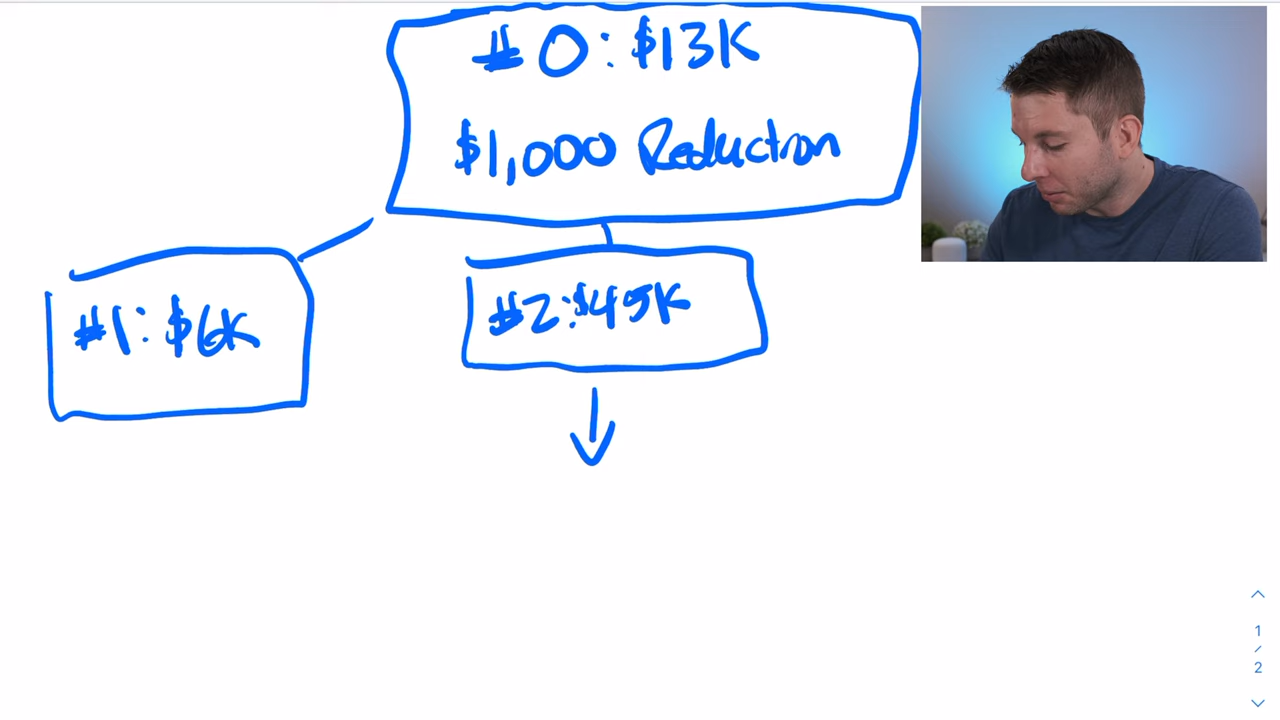 #0: $13K
$1,000 Reduction
#1: $6K
#2: $45K
1
/
2